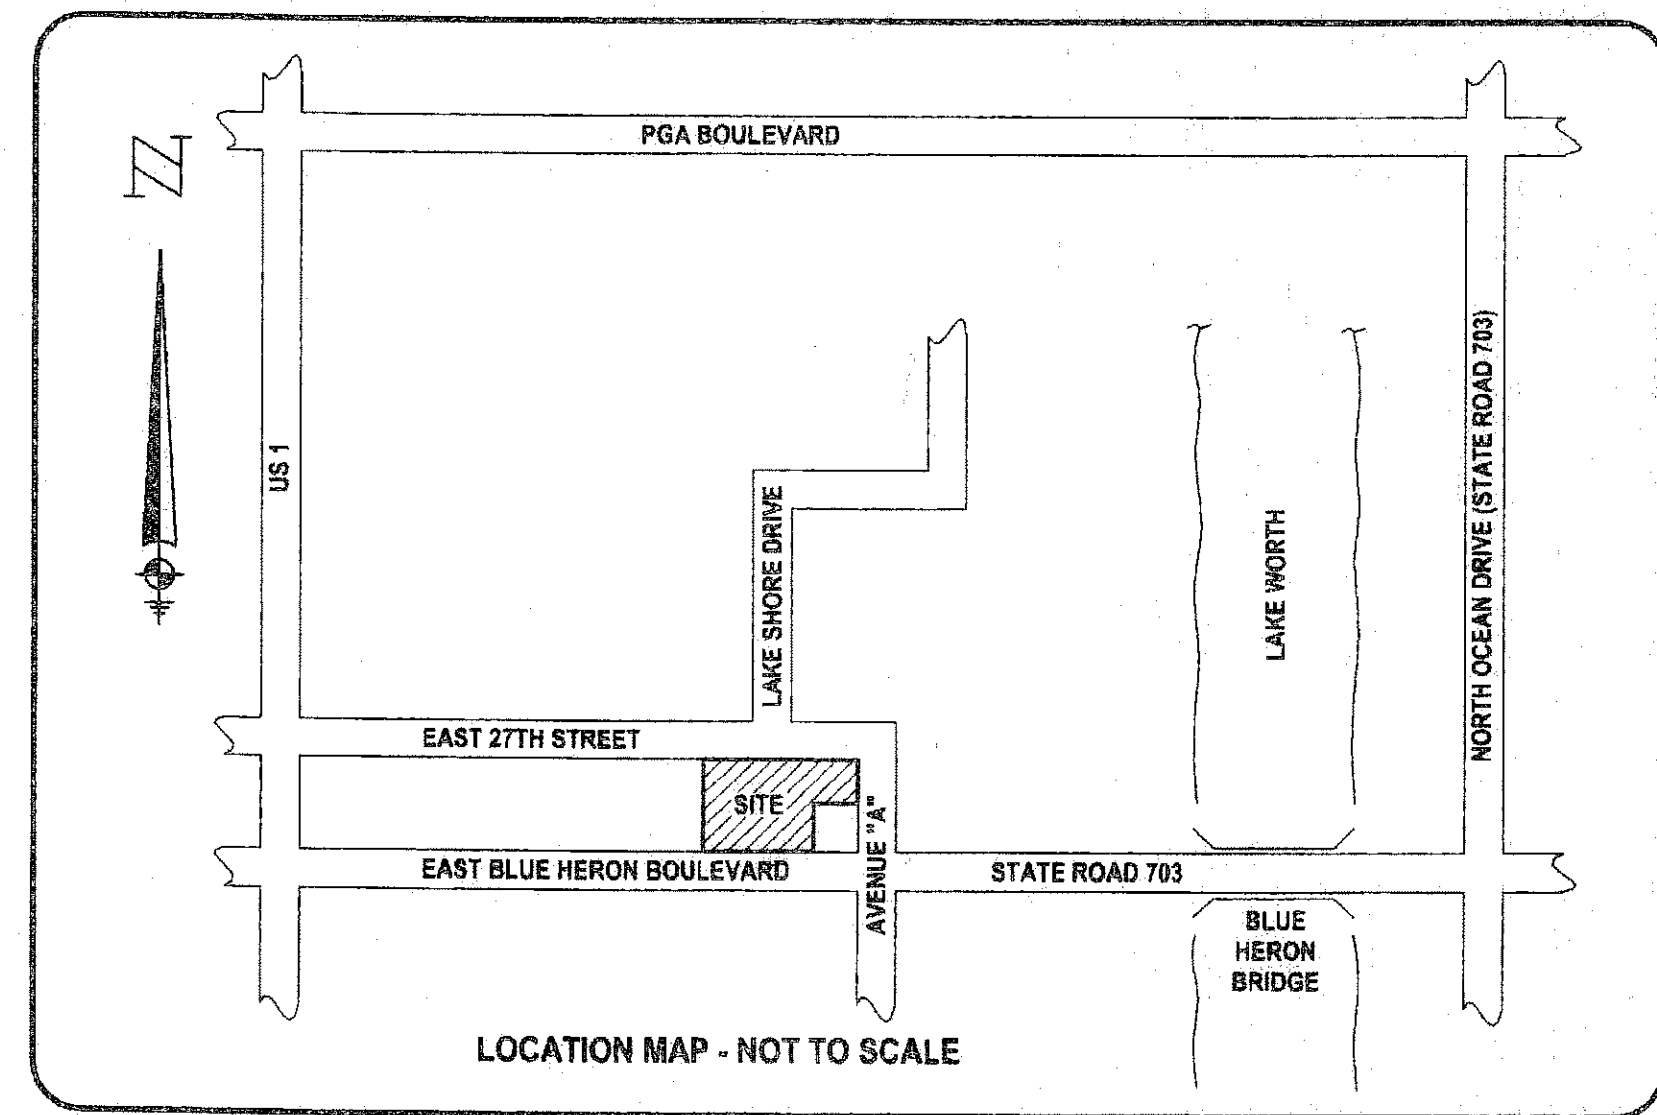 PGA BOULEVARD
N
US 1
LAKE SHORE DRIVE
LAKE WORTH
NORTH OCEAN DRIVE (STATE ROAD 703)
EAST 27TH STREET
SITE
AVENUE "A"
EAST BLUE HERON BOULEVARD
STATE ROAD 703
BLUE
HERON
BRIDGE
LOCATION MAP - NOT TO SCALE